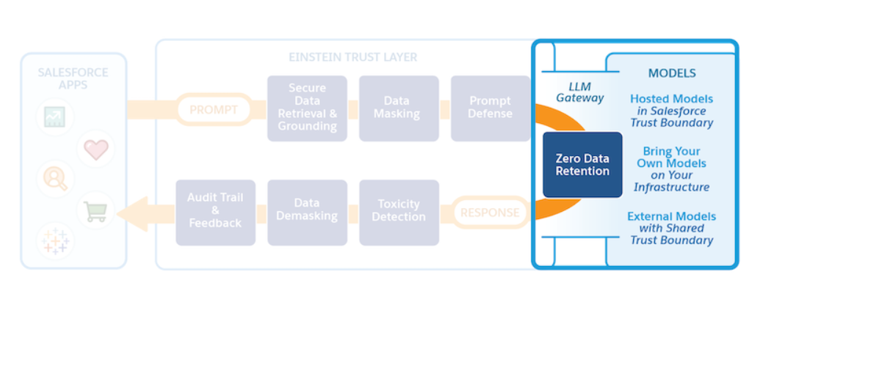 EINSTEIN TRUST LAYER
SALESFORCE
APPS
PROMPT
Secure
Data
Retrieval &
Grounding
Data
Masking
Prompt
Defense
LLM
Gateway
MODELS
Hosted Models
in Salesforce
Trust Boundary
Zero Data
Retention
Bring Your
Own Models
on Your
Infrastructure
External Models
with Shared
Trust Boundary
Audit Trail
&
Feedback
Data
Demasking
Toxicity
Detection
RESPONSE